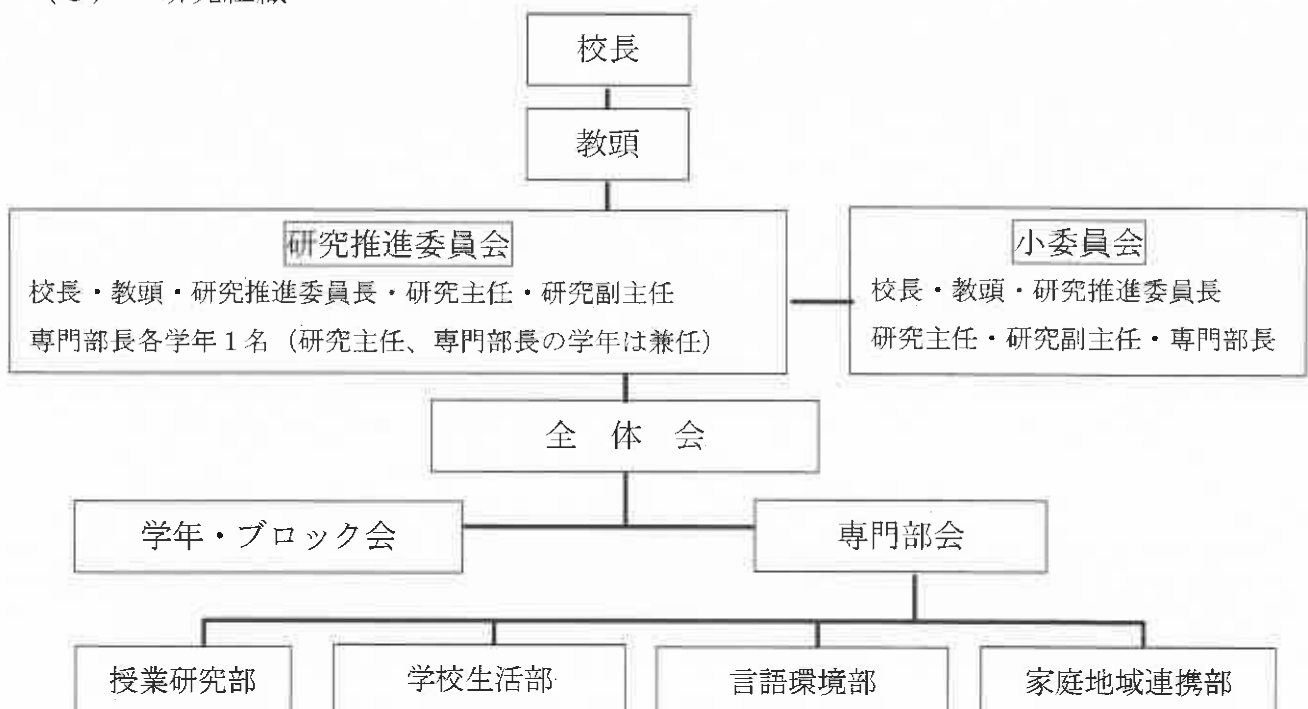 校長
教頭
研究推進委員会
校長・教頭・研究推進委員長・研究主任・研究副主任
専門部長各学年1名（研究主任、専門部長の学年は兼任）
小委員会
校長・教頭・研究推進委員長
研究主任・研究副主任・専門部長
全 体 会
学年・ブロック会
専門部会
授業研究部
学校生活部
言語環境部
家庭地域連携部